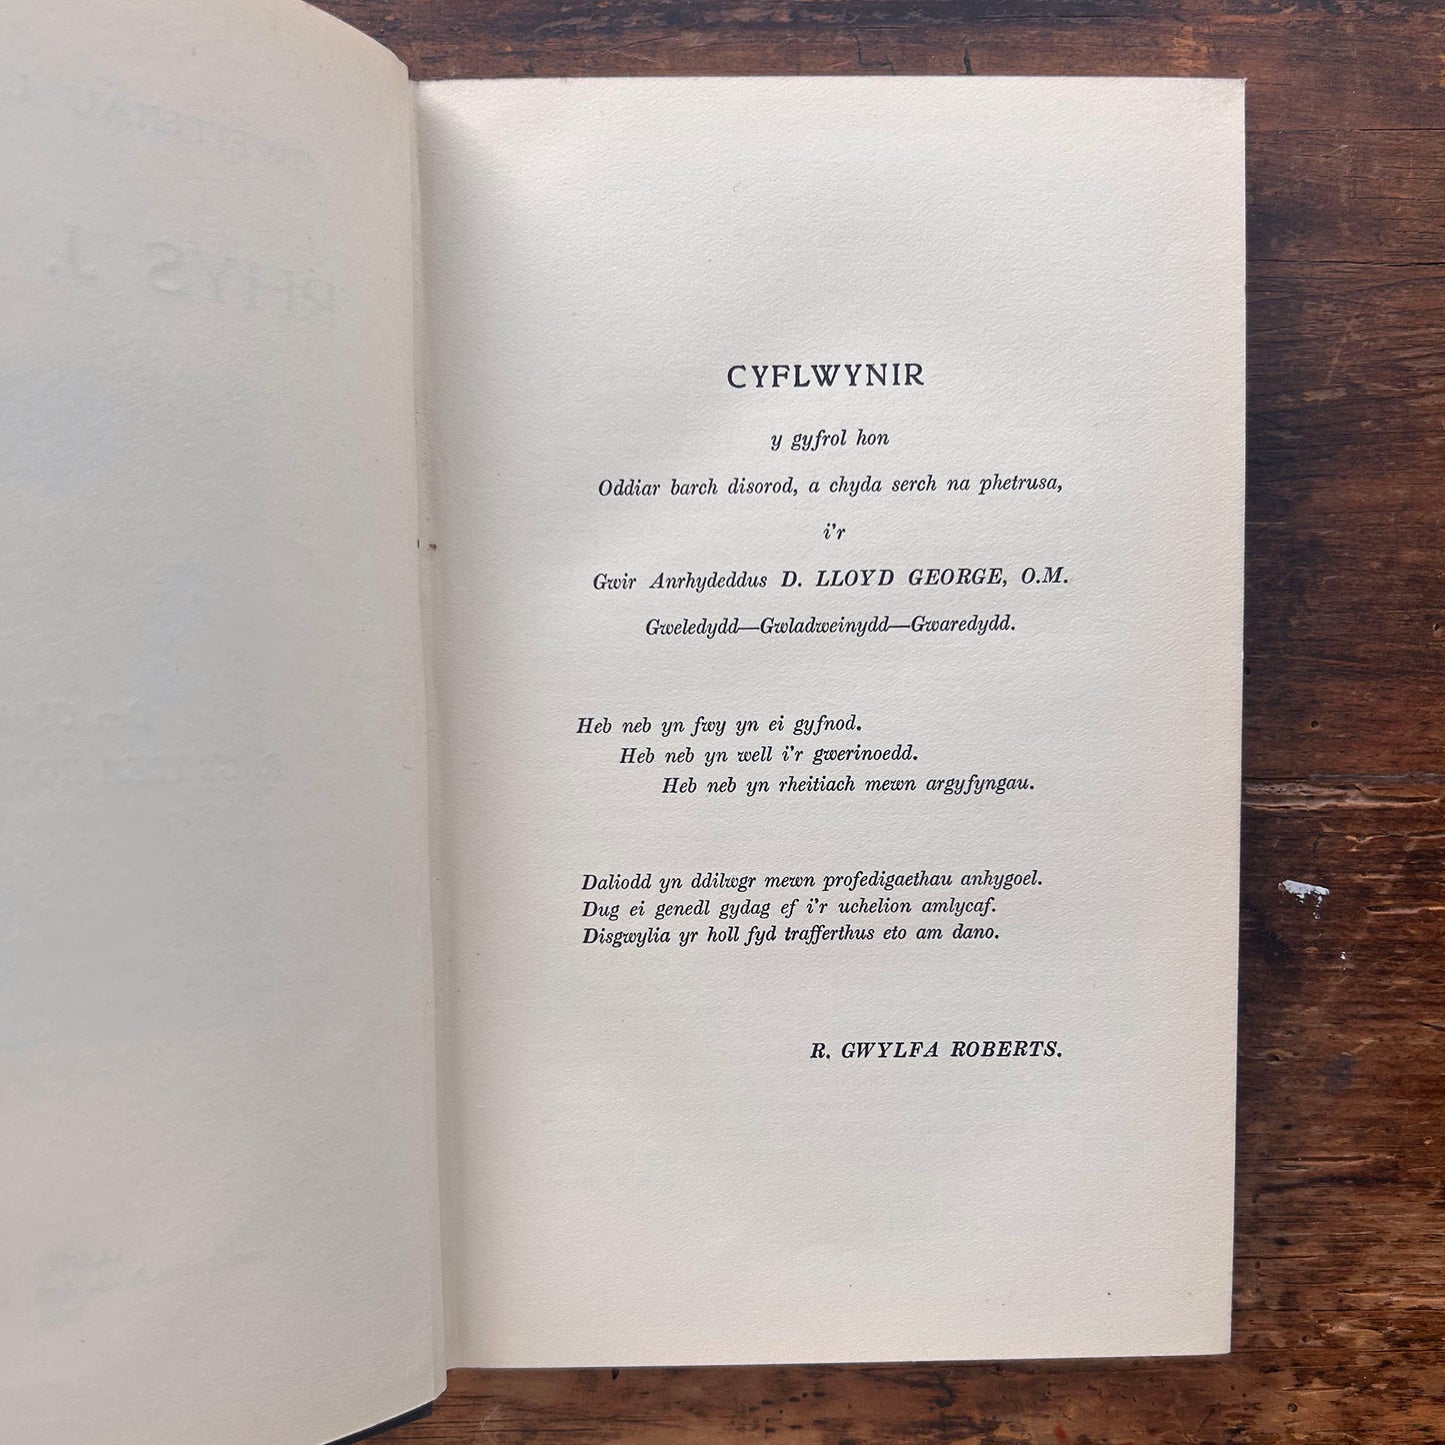 CYFLWYNIR
y gyfrol hon
Oddiar barch disorod, a chyda serch na phetrusa,
i'r
Gwir Anrhydeddus D. LLOYD GEORGE, O.M.
Gweledydd—Gwladweinydd—Gwaredydd.
Heb neb yn fwy yn ei gyfnod.
Heb neb yn well i'r gwerinoedd.
Heb neb yn rheitiach mewn argyfyngau.
Daliodd yn ddilwgr mewn profedigaethau anhygoel.
Dug ei genedl gydag ef i'r uchelion amlycaf.
Disgwylia yr holl fyd trafferthus eto am dano.
R. GWYLFA ROBERTS.